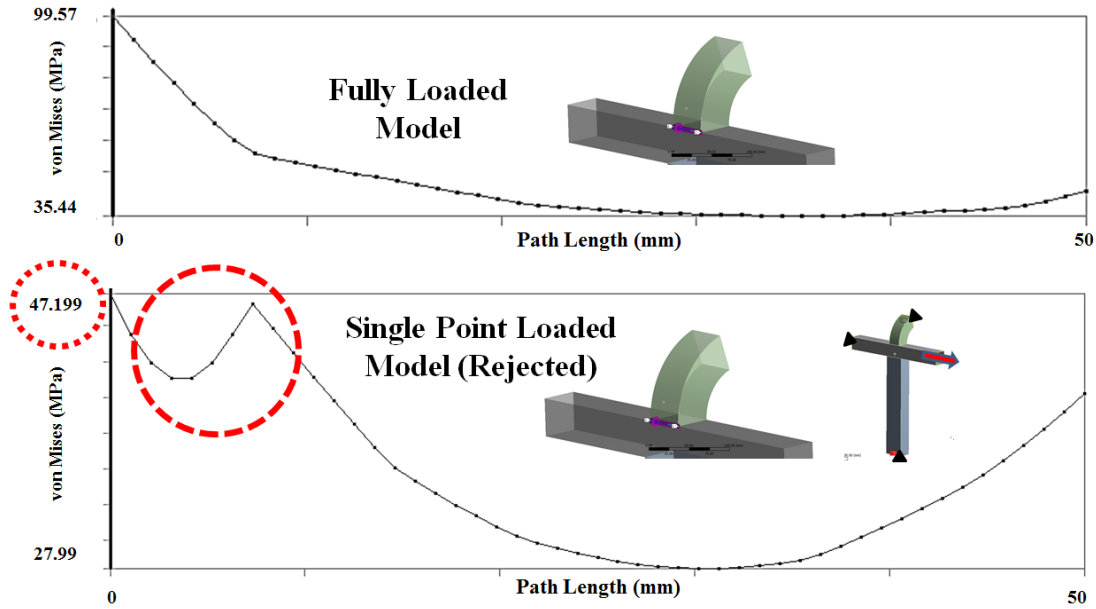 99.57
von Mises (MPa)
Fully Loaded
Model
35.44
0
Path Length (mm)
50
47.199
von Mises (MPa)
Single Point Loaded
Model (Rejected)
27.99
0
Path Length (mm)
50